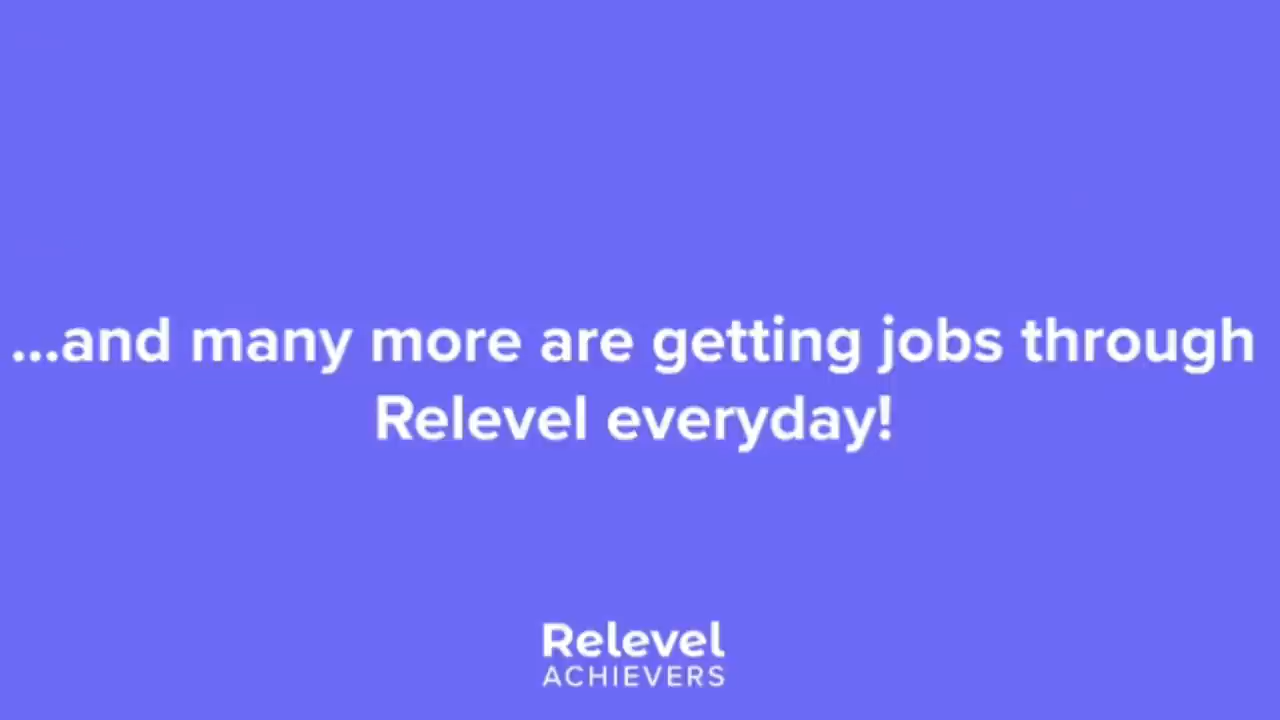 ...and many more are getting jobs through
Relevel everyday!
Relevel
ACHIEVERS